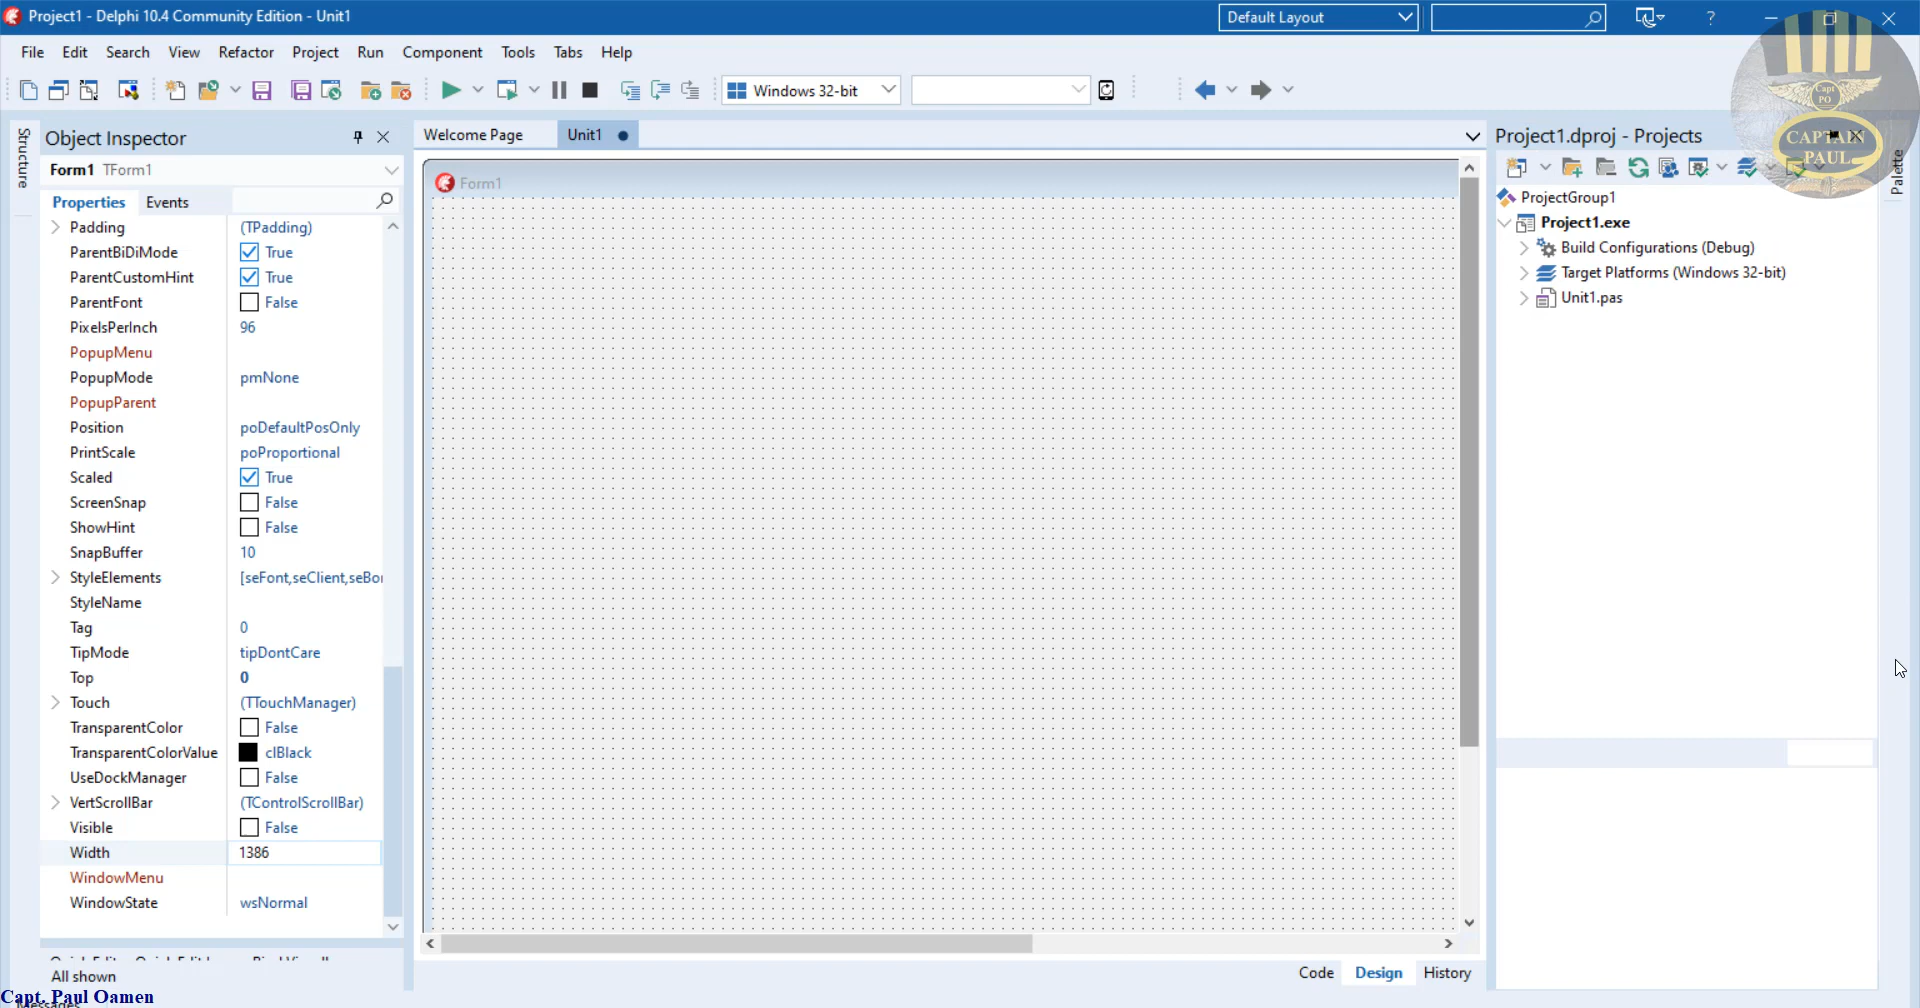 Project1 - Delphi 10.4 Community Edition - Unit1
Default Layout
?
File Edit Search View Refactor Project Run Component Tools Tabs Help
Windows 32-bit
Capt
PO
CAPTAIN
PAUL
Structure
Object Inspector
Form1 TForm1
Properties Events
Padding (TPadding)
ParentBiDiMode True
ParentCustomHint True
ParentFont False
PixelsPerInch 96
PopupMenu
PopupMode pmNone
PopupParent
Position poDefaultPosOnly
PrintScale poProportional
Scaled True
ScreenSnap False
ShowHint False
SnapBuffer 10
StyleElements [seFont,seClient,seBor
StyleName
Tag 0
TipMode tipDontCare
Top 0
Touch (TTouchManager)
TransparentColor False
TransparentColorValue clBlack
UseDockManager False
VertScrollBar (TControlScrollBar)
Visible False
Width 1386
WindowMenu
WindowState wsNormal
All shown
Capt. Paul Oamen
Messages
Welcome Page Unit1
Form1
Code Design History
Project1.dproj - Projects
ProjectGroup1
Project1.exe
Build Configurations (Debug)
Target Platforms (Windows 32-bit)
Unit1.pas
Palette